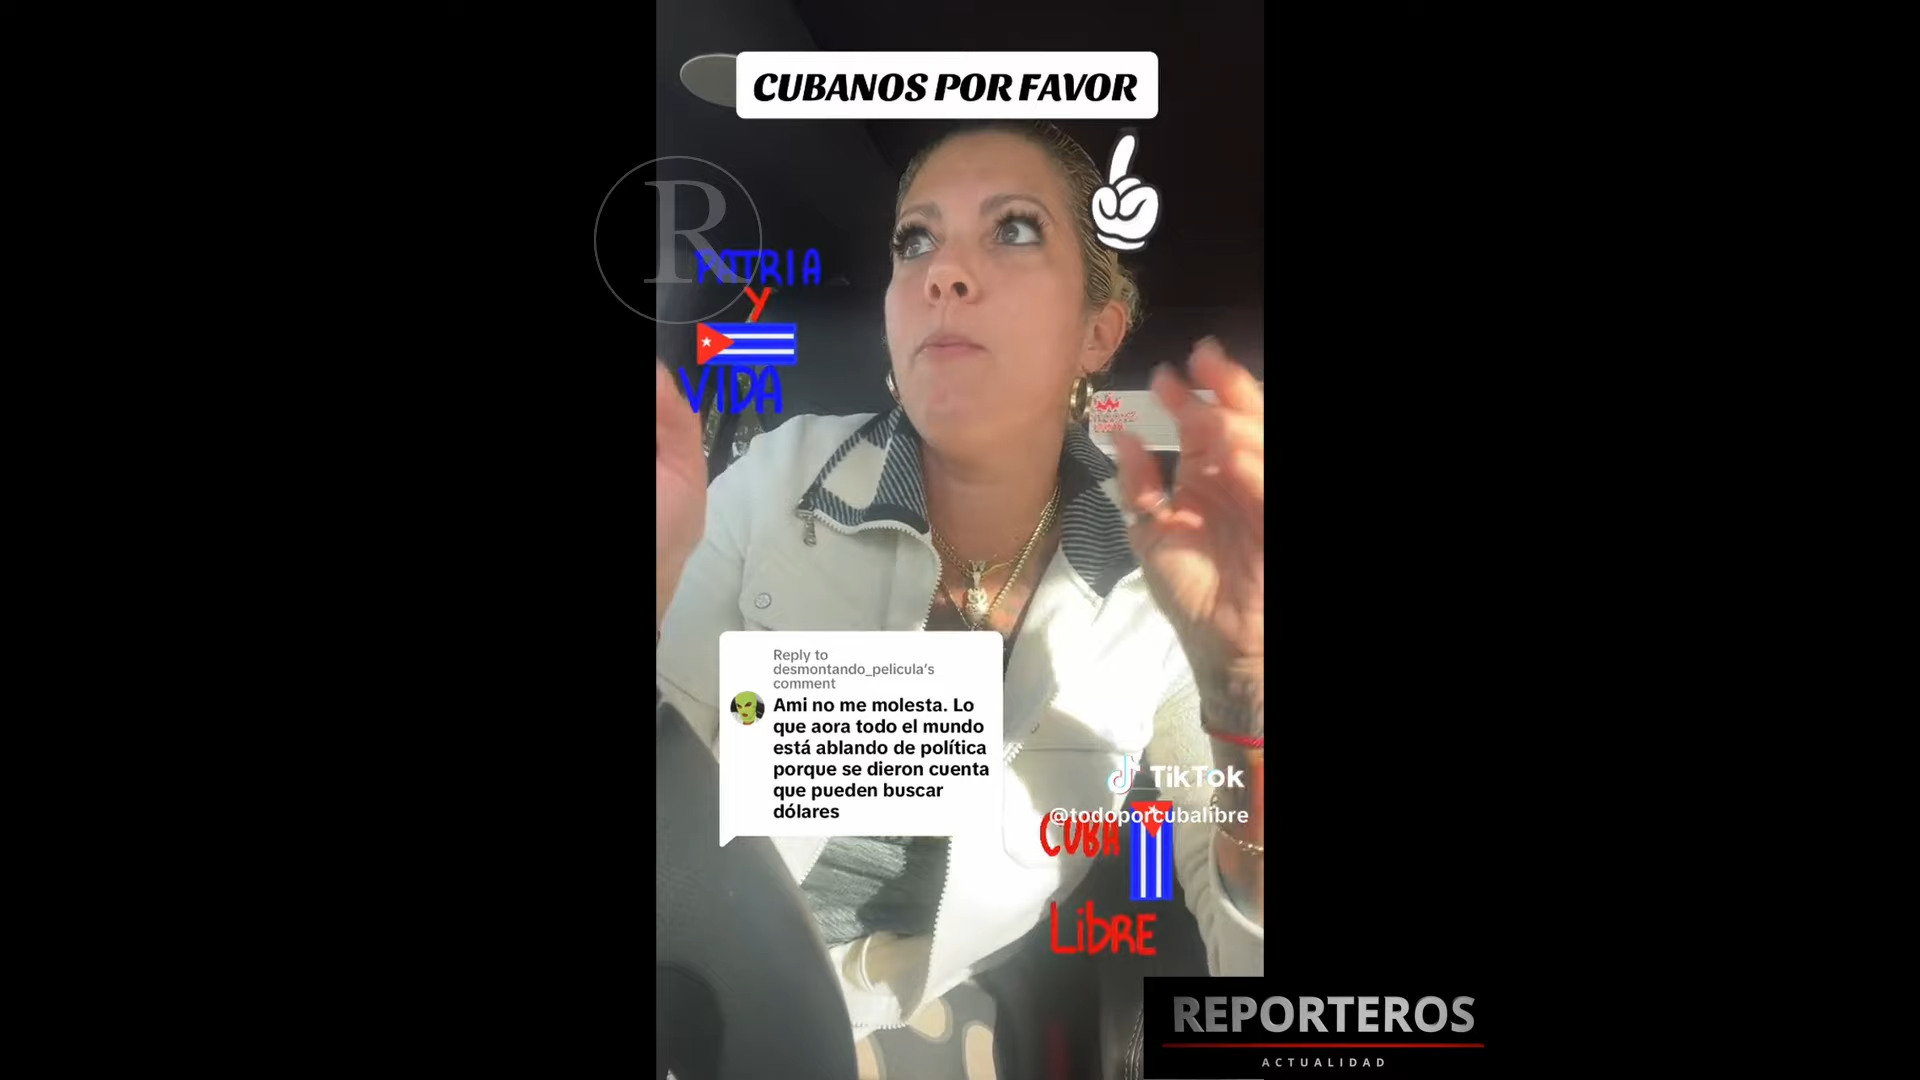 CUBANOS POR FAVOR
R
PATRIA
Y
VIDA
Reply to
desmontando_pelicula's
comment
Ami no me molesta. Lo
que aora todo el mundo
está ablando de política
porque se dieron cuenta
que pueden buscar
dólares
TikTok
@todoporcubalibre
CUBA
LibRE
REPORTEROS
ACTUALIDAD